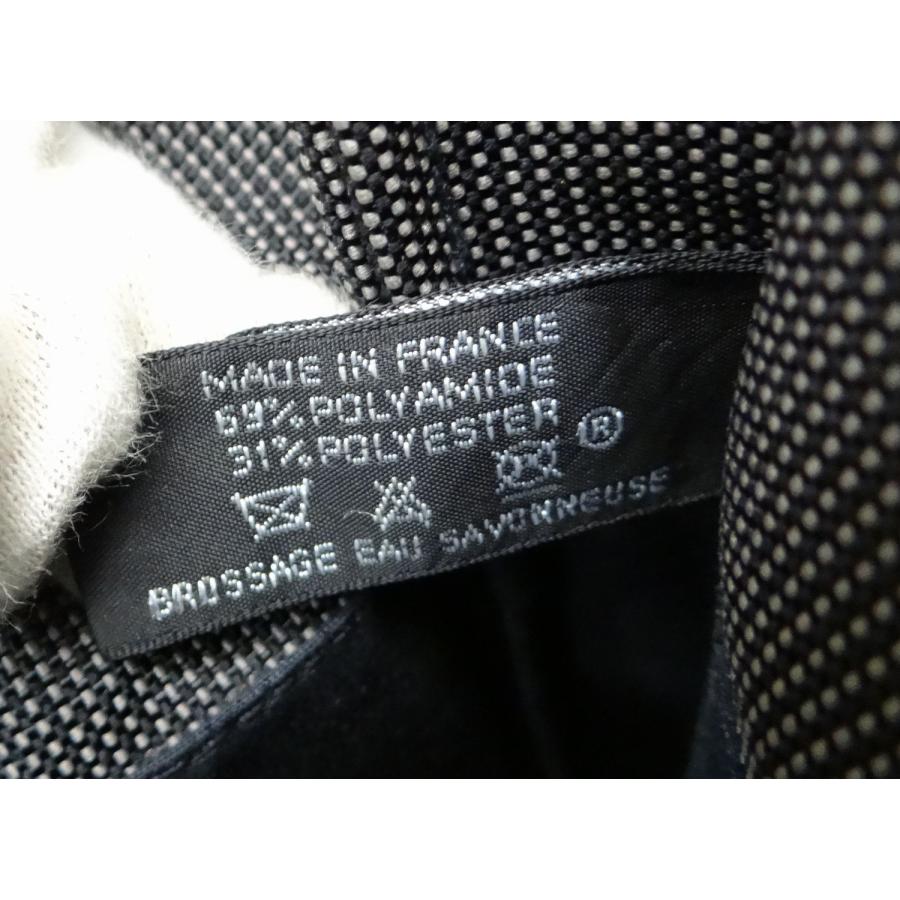 MADE IN FRANCE
69% POLYAMIDE
31% POLYESTER
®
BROSSAGE EAU SAVONNEUSE